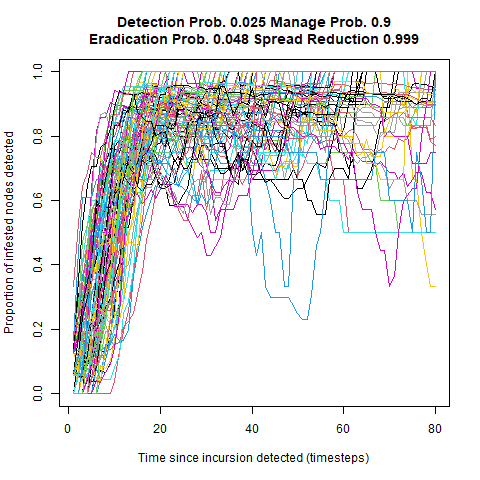 Detection Prob. 0.025 Manage Prob. 0.9
Eradication Prob. 0.048 Spread Reduction 0.999
Proportion of infested nodes detected
1.0
0.8
0.6
0.4
0.2
0.0
0 20 40 60 80
Time since incursion detected (timesteps)